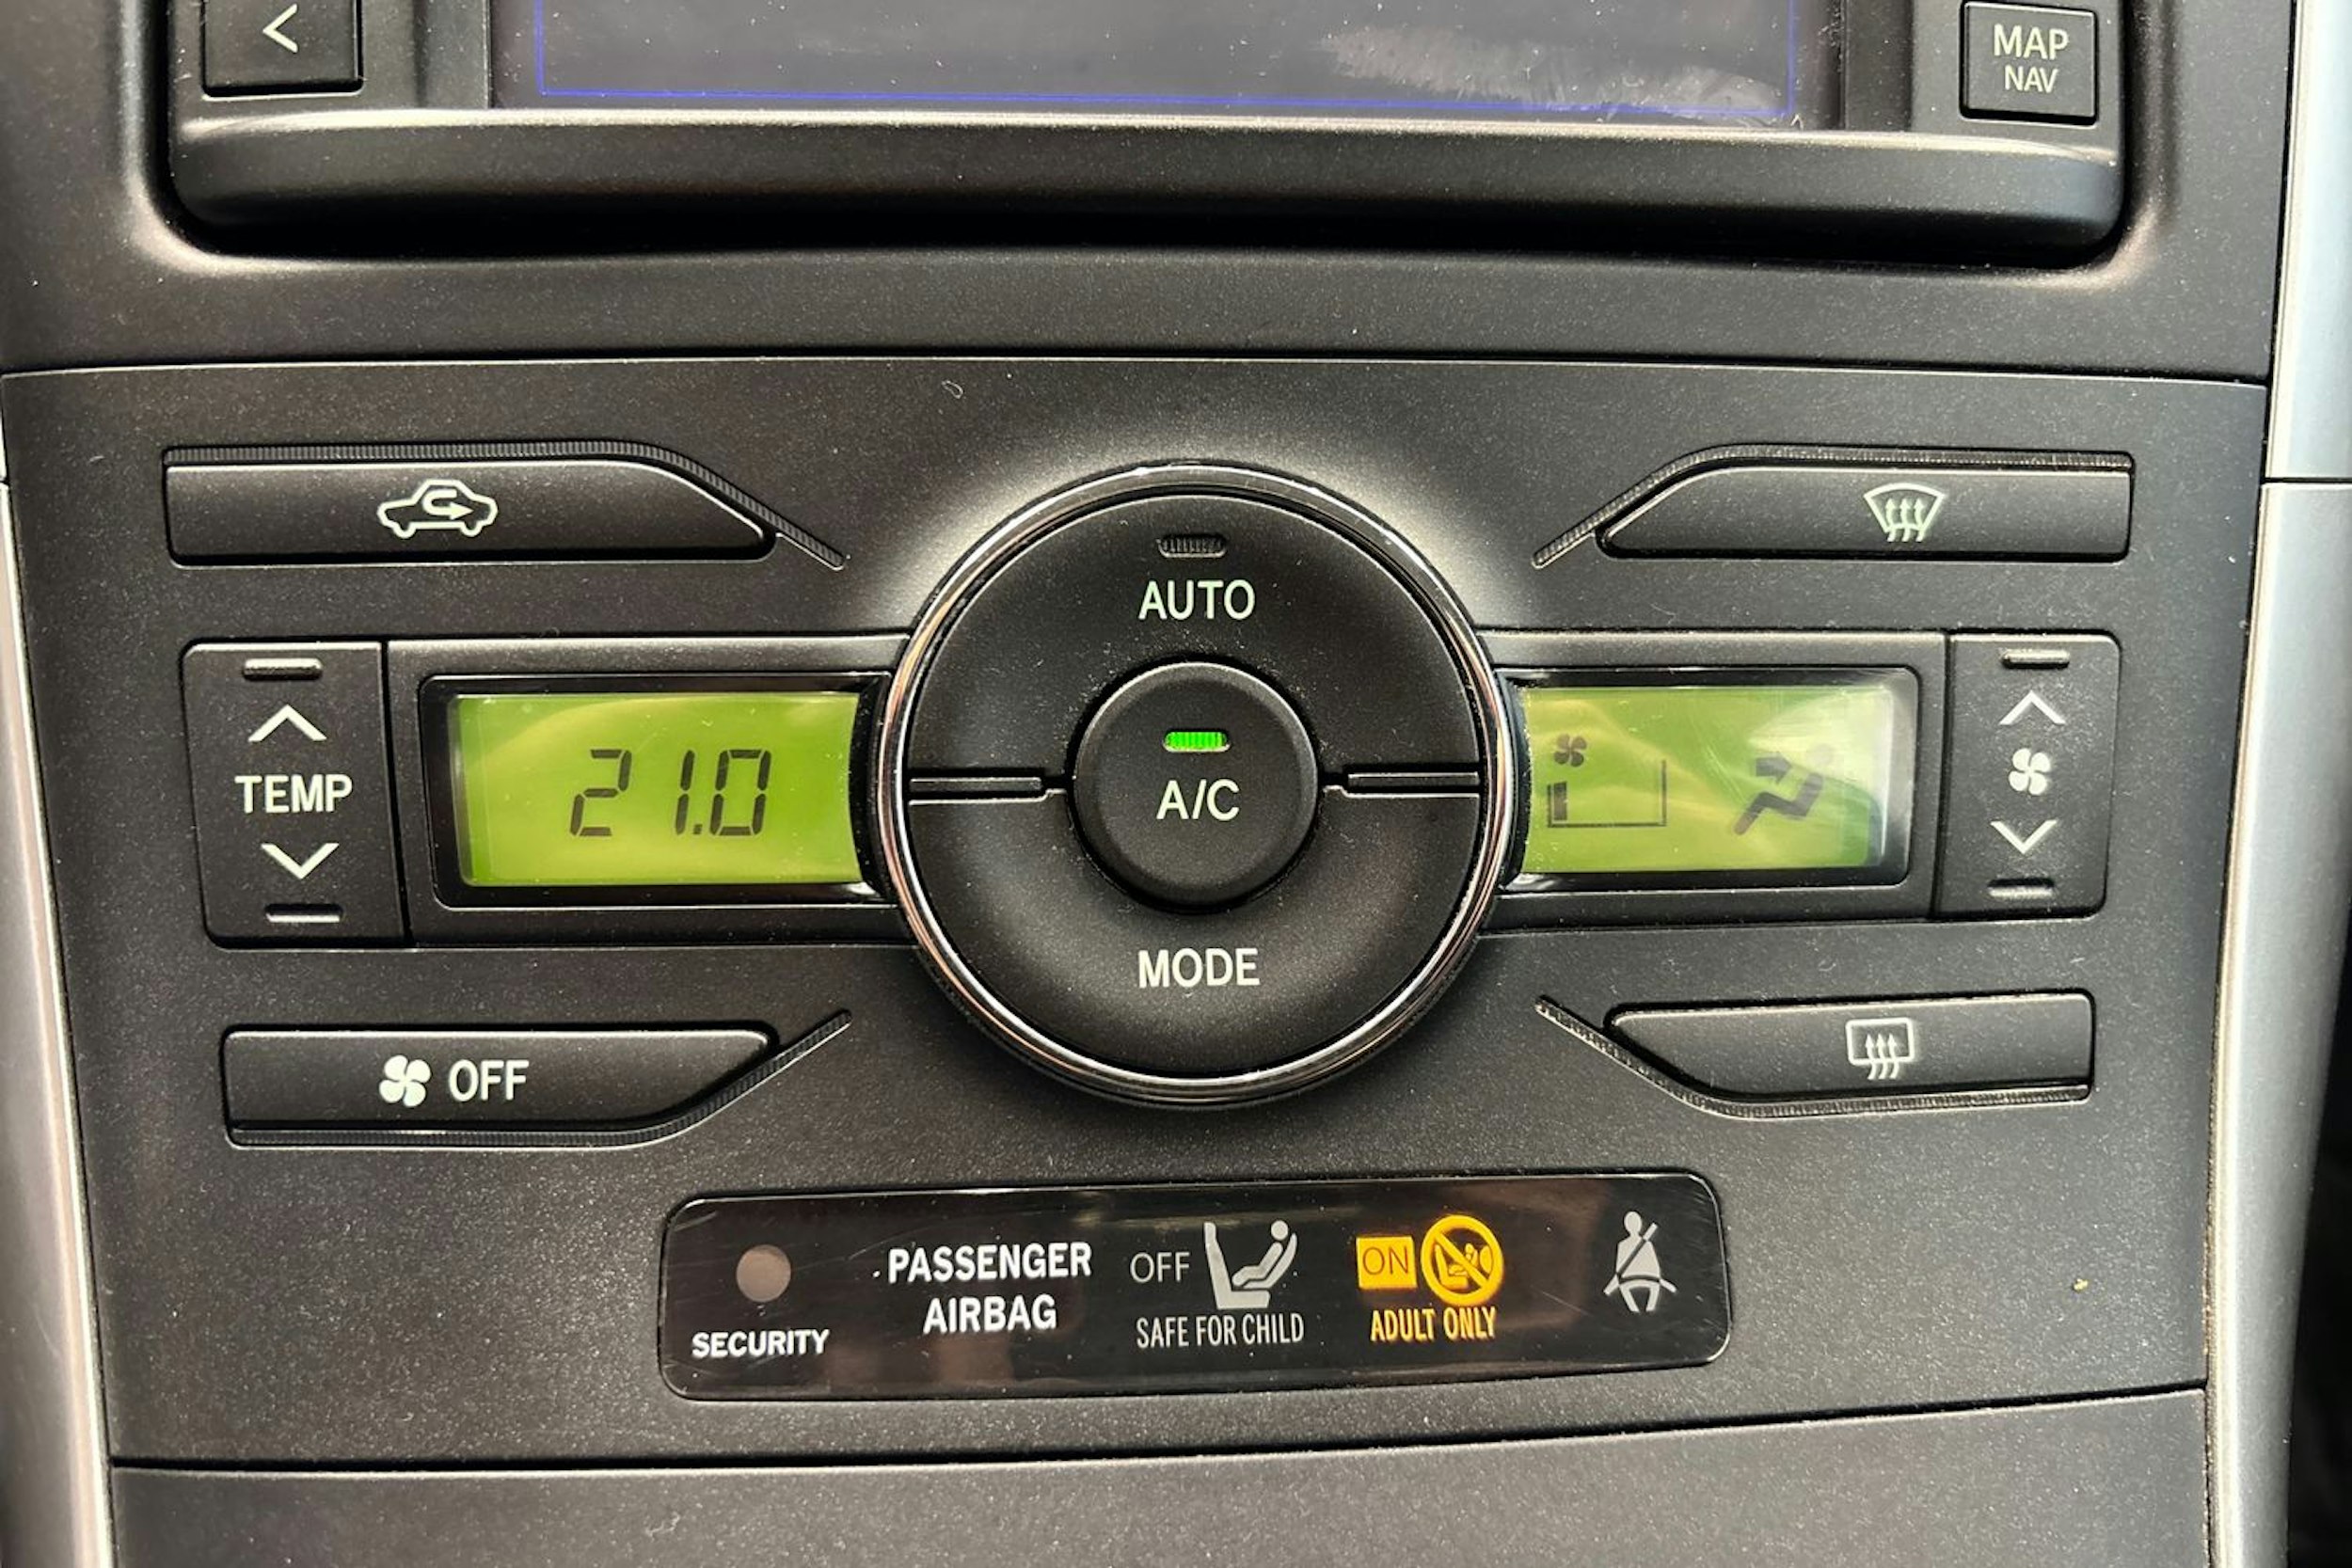 MAP
NAV
AUTO
TEMP
21.0
A/C
MODE
OFF
PASSENGER
AIRBAG
OFF
ON
SAFE FOR CHILD
ADULT ONLY
SECURITY